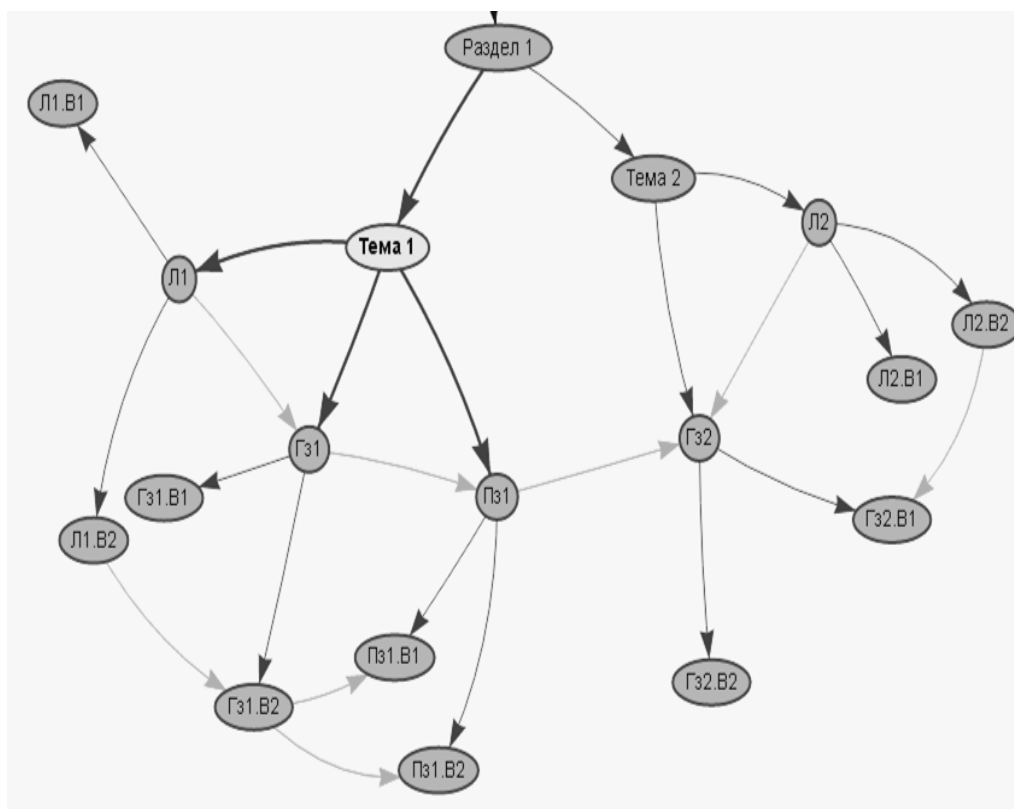 Раздел 1
Л1.В1
Тема 2
Л2
Тема 1
Л1
Л2.В2
Л2.В1
Гз2
Гз1
Гз1.В1
Пз1
Гз2.В1
Л1.В2
Пз1.В1
Гз2.В2
Гз1.В2
Пз1.В2